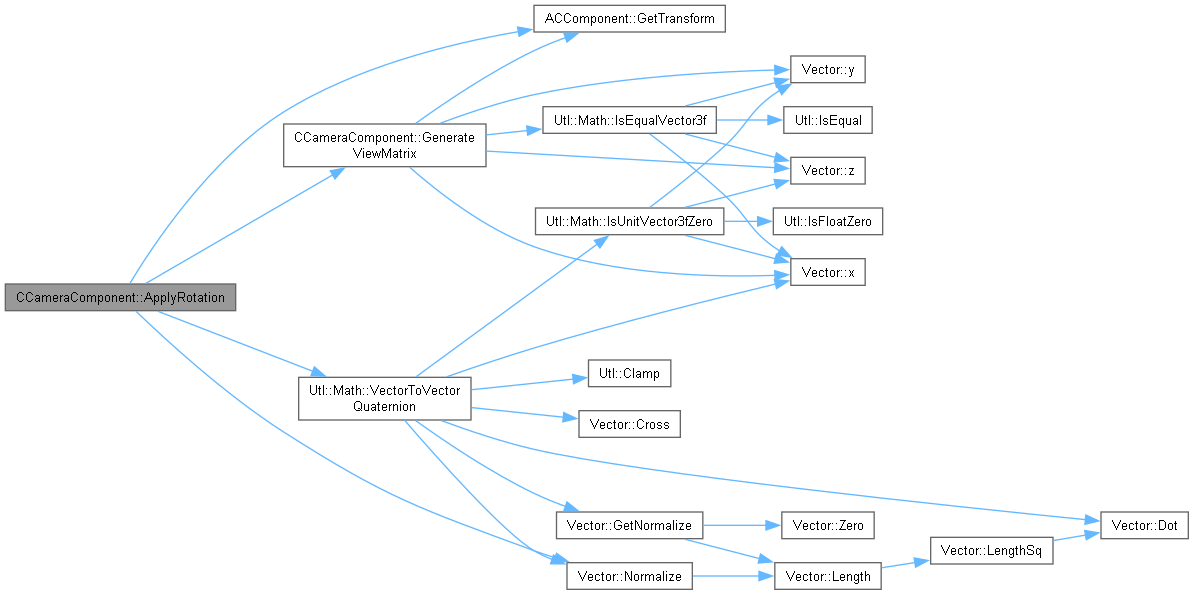 ACComponent::GetTransform
Vector::y
CCameraComponent::Generate
ViewMatrix
Utl::Math::IsEqualVector3f
Utl::IsEqual
Vector::z
Utl::Math::IsUnitVector3fZero
Utl::IsFloatZero
Vector::x
CCameraComponent::ApplyRotation
Utl::Math::VectorToVector
Quaternion
Utl::Clamp
Vector::Cross
Vector::GetNormalize
Vector::Zero
Vector::Dot
Vector::LengthSq
Vector::Normalize
Vector::Length